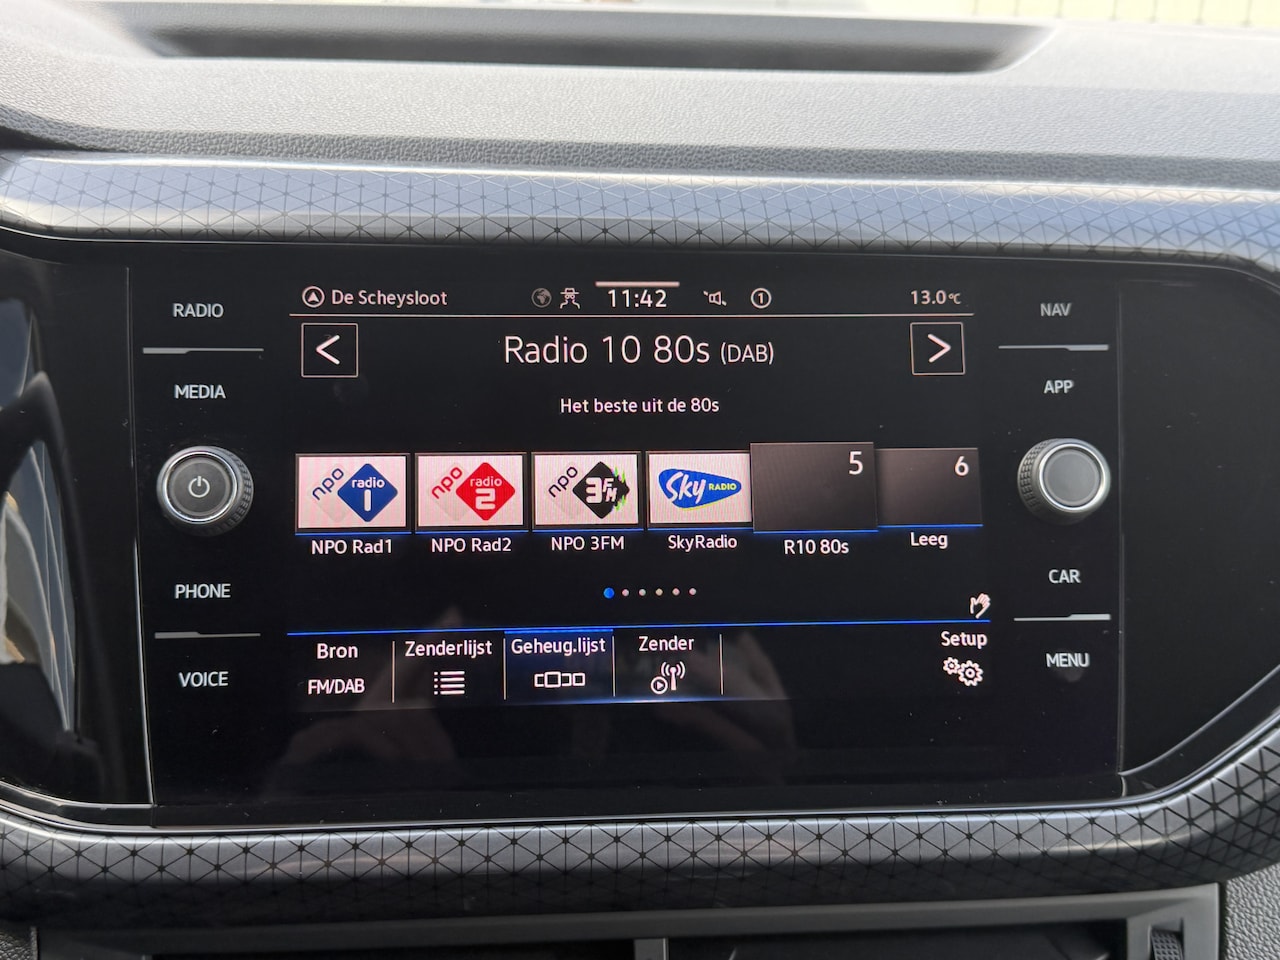 RADIO
MEDIA
PHONE
VOICE
De Scheysloot
11:42
1
13.0°C
<
Radio 10 80s (DAB)
>
Het beste uit de 80s
npo radio 1
npo radio 2
npo 3FM
Sky RADIO
5
6
NPO Rad1
NPO Rad2
NPO 3FM
SkyRadio
R10 80s
Leeg
Bron
FM/DAB
Zenderlijst
Geheug.lijst
Zender
Setup
NAV
APP
CAR
MENU